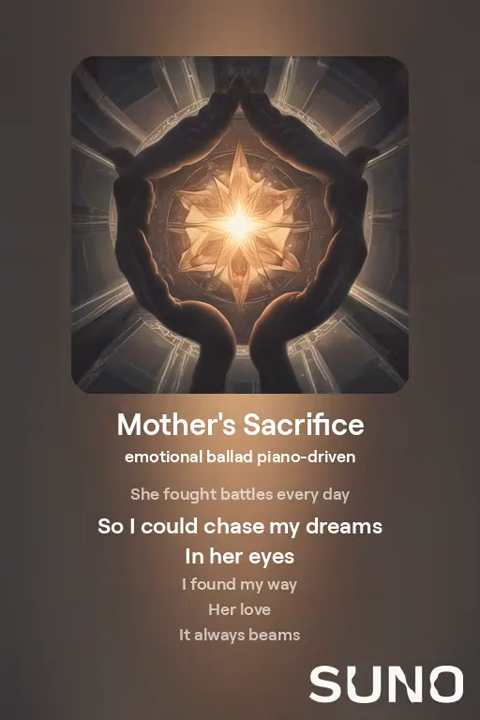 Mother's Sacrifice
emotional ballad piano-driven
She fought battles every day
So I could chase my dreams
In her eyes
I found my way
Her love
It always beams
SUNO